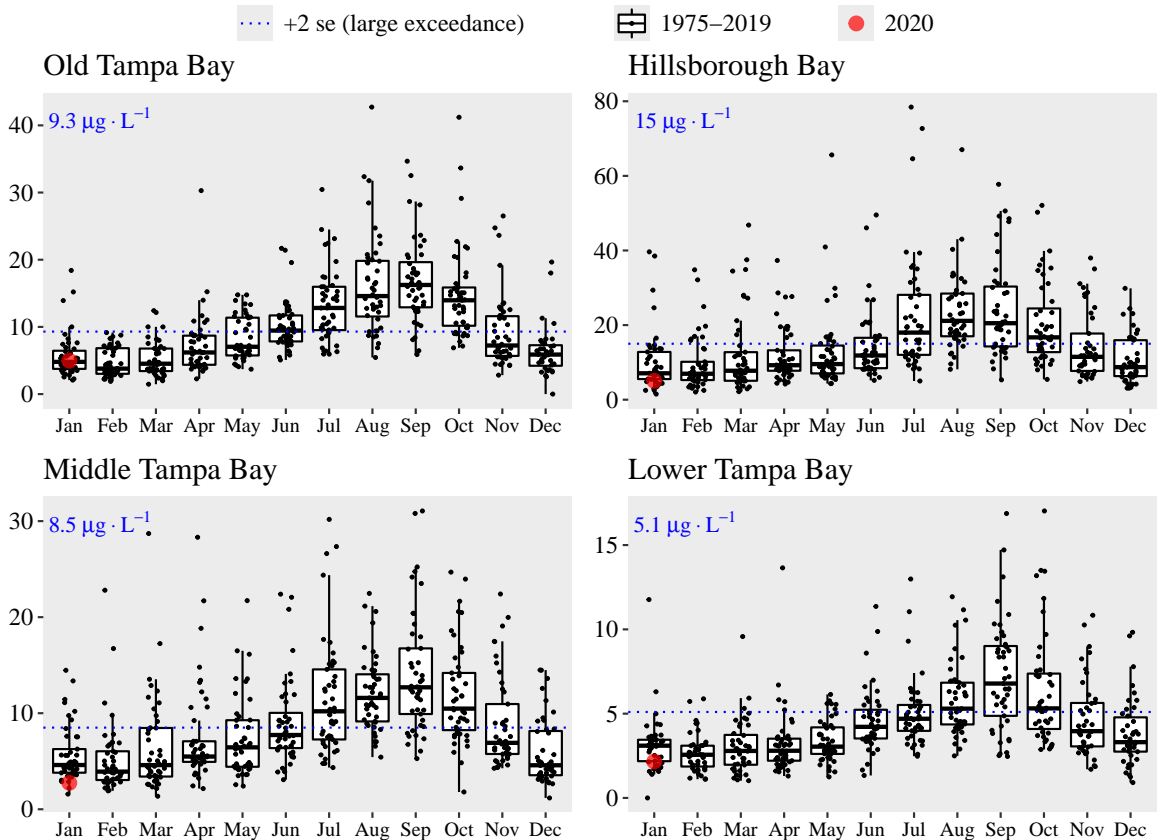 +2 se (large exceedance) 1975−2019 2020
Old Tampa Bay
9.3 μg · L⁻¹
40
30
20
10
0
Jan Feb Mar Apr May Jun Jul Aug Sep Oct Nov Dec
Hillsborough Bay
15 μg · L⁻¹
80
60
40
20
0
Jan Feb Mar Apr May Jun Jul Aug Sep Oct Nov Dec
Middle Tampa Bay
8.5 μg · L⁻¹
30
20
10
0
Jan Feb Mar Apr May Jun Jul Aug Sep Oct Nov Dec
Lower Tampa Bay
5.1 μg · L⁻¹
15
10
5
0
Jan Feb Mar Apr May Jun Jul Aug Sep Oct Nov Dec